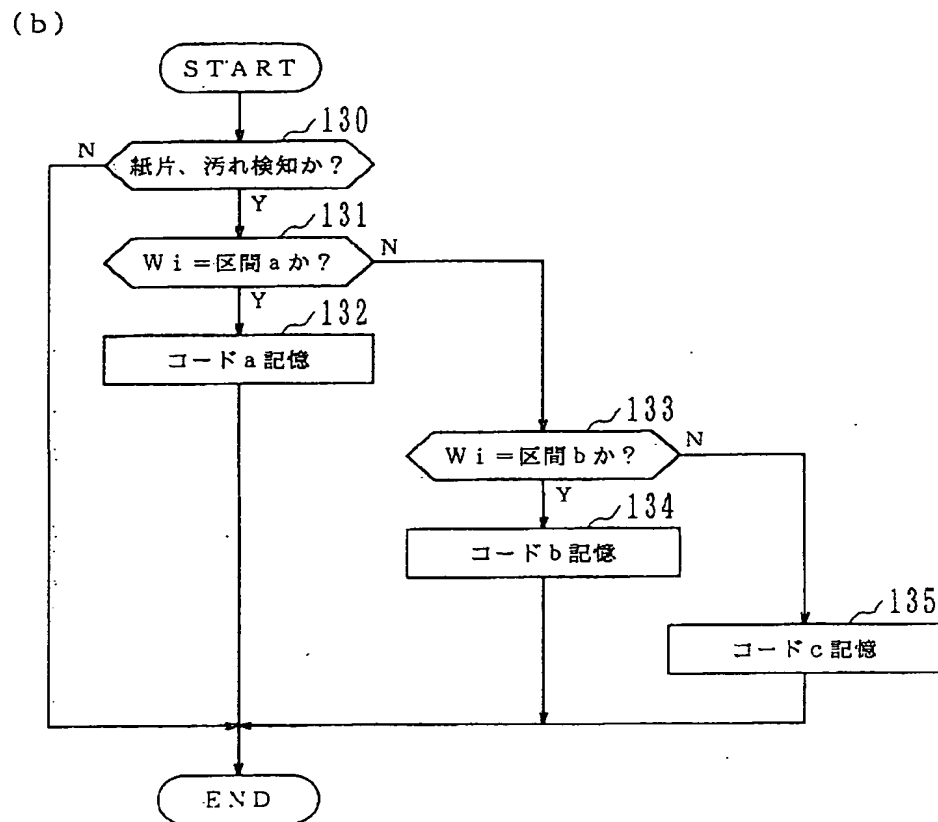 (b)
START
130
N
紙片、汚れ検知か?
Y
131
N
Wi=区間aか?
Y
132
コードa記憶
133
N
Wi=区間bか?
Y
134
コードb記憶
135
コードc記憶
END